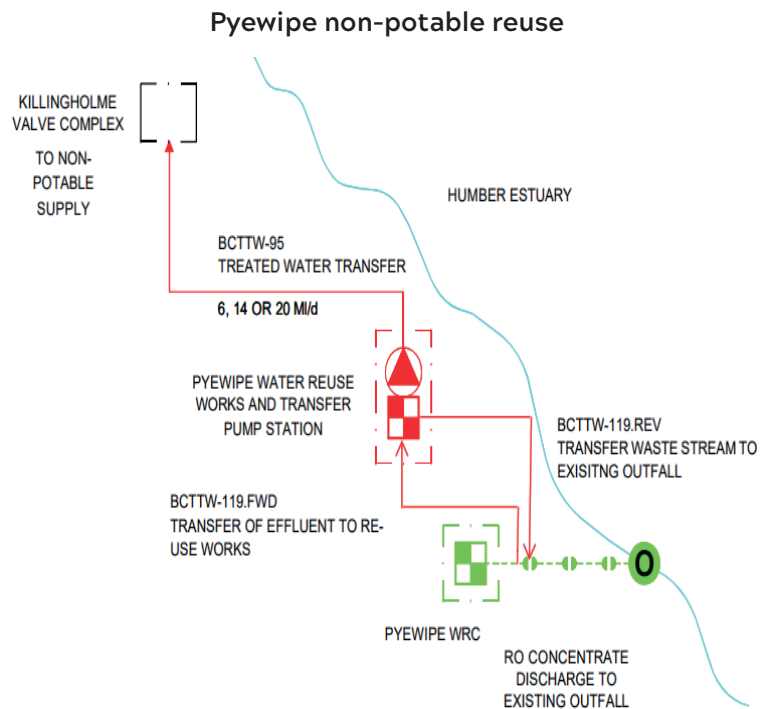 Pyewipe non-potable reuse
KILLINGHOLME
VALVE COMPLEX
TO NON-
POTABLE
SUPPLY
HUMBER ESTUARY
BCTTW-95
TREATED WATER TRANSFER
6, 14 OR 20 Ml/d
PYEWIPE WATER REUSE
WORKS AND TRANSFER
PUMP STATION
BCTTW-119.REV
TRANSFER WASTE STREAM TO
EXISITNG OUTFALL
BCTTW-119.FWD
TRANSFER OF EFFLUENT TO RE-
USE WORKS
O
PYEWIPE WRC
RO CONCENTRATE
DISCHARGE TO
EXISTING OUTFALL